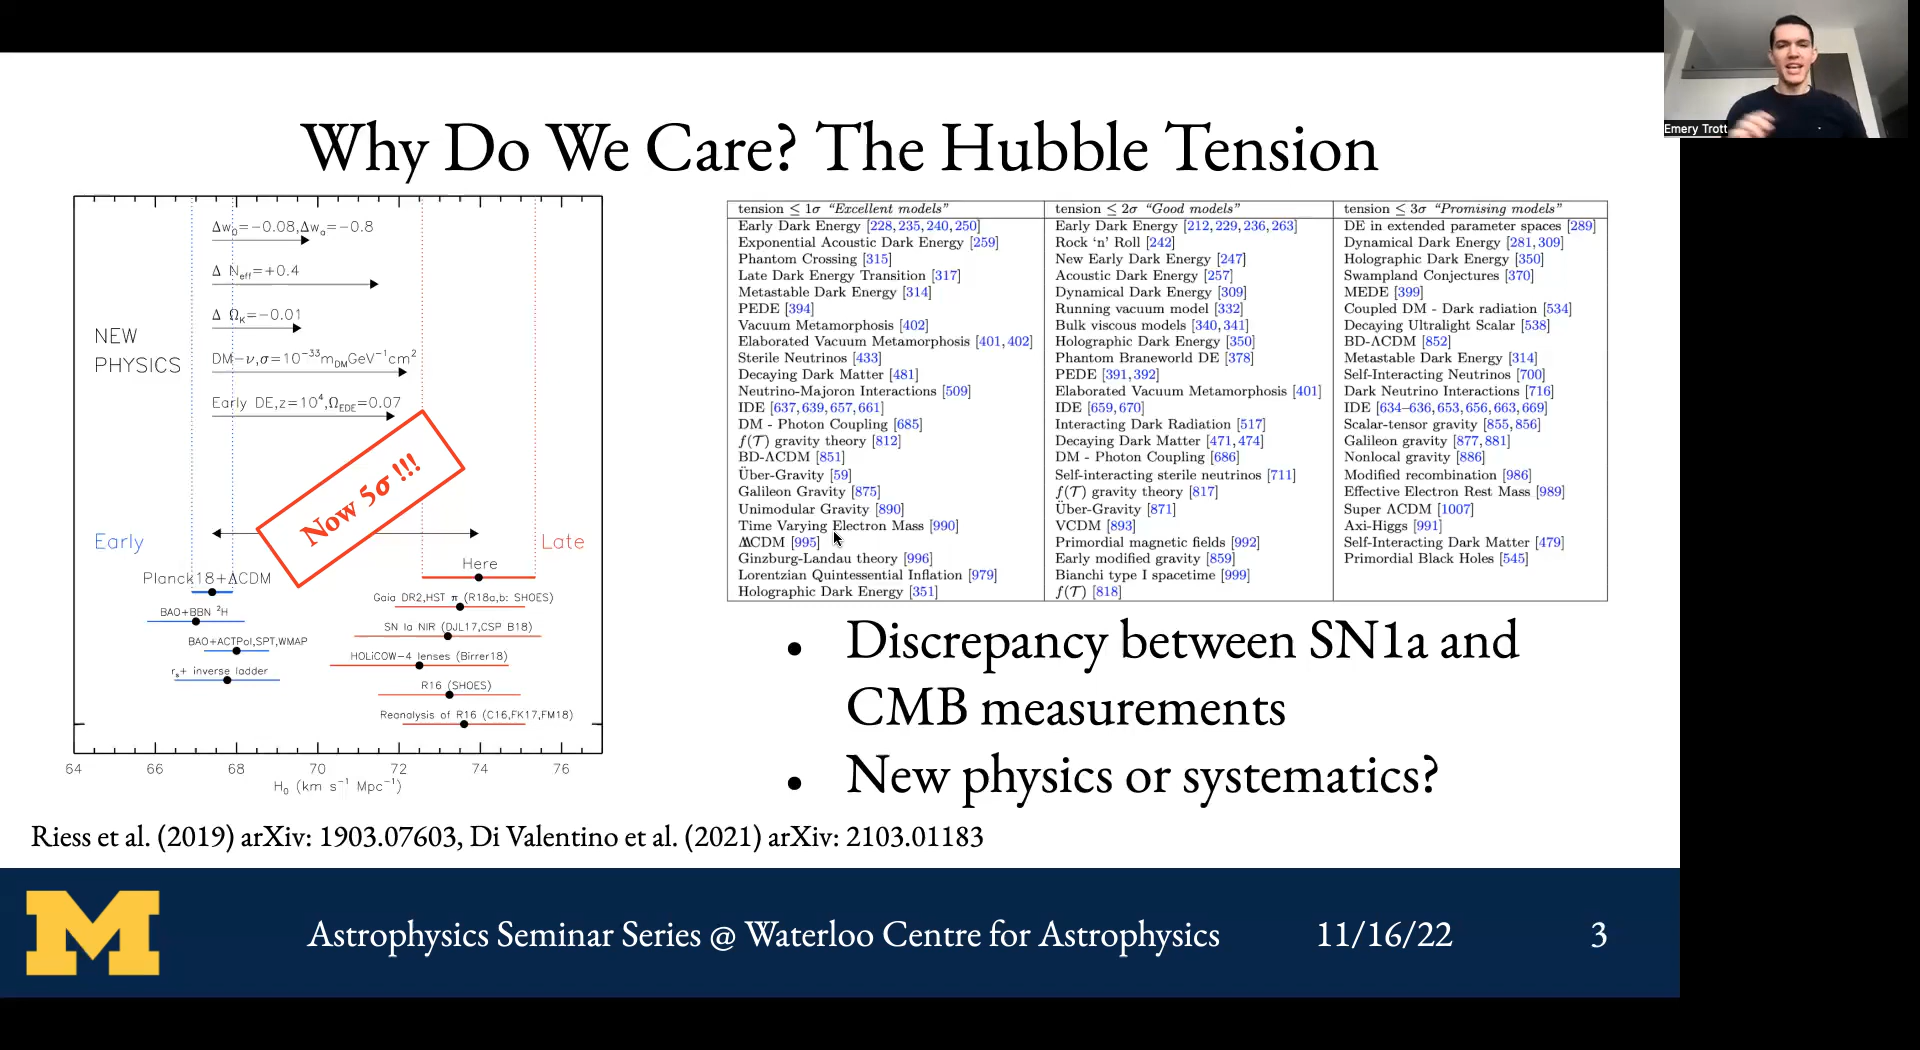 Emery Trott
Why Do We Care? The Hubble Tension
Δw₀=−0.08,Δwₐ=−0.8
Δ N_eff=+0.4
Δ Ω_K=−0.01
NEW
PHYSICS
DM−ν,σ=10⁻³³m_DM GeV⁻¹cm²
Early DE,z=10⁴,Ω_EDE=0.07
Now 5σ !!!
Early
Late
Here
Planck18+ΛCDM
Gaia DR2,HST π (R18a,b: SHOES)
BAO+BBN ²H
SN Ia NIR (DJL17,CSP B18)
BAO+ACTPol,SPT,WMAP
HOLiCOW-4 lenses (Birrer18)
r_s+ inverse ladder
R16 (SHOES)
Reanalysis of R16 (C16,FK17,FM18)
64 66 68 70 72 74 76
H₀ (km s⁻¹ Mpc⁻¹)
tension ≤ 1σ “Excellent models” tension ≤ 2σ “Good models” tension ≤ 3σ “Promising models”
Early Dark Energy [228, 235, 240, 250] Early Dark Energy [212, 229, 236, 263] DE in extended parameter spaces [289]
Exponential Acoustic Dark Energy [259] Rock ‘n’ Roll [242] Dynamical Dark Energy [281, 309]
Phantom Crossing [315] New Early Dark Energy [247] Holographic Dark Energy [350]
Late Dark Energy Transition [317] Acoustic Dark Energy [257] Swampland Conjectures [370]
Metastable Dark Energy [314] Dynamical Dark Energy [309] MEDE [399]
PEDE [394] Running vacuum model [332] Coupled DM - Dark radiation [534]
Vacuum Metamorphosis [402] Bulk viscous models [340, 341] Decaying Ultralight Scalar [538]
Elaborated Vacuum Metamorphosis [401, 402] Holographic Dark Energy [350] BD-ΛCDM [852]
Sterile Neutrinos [433] Phantom Braneworld DE [378] Metastable Dark Energy [314]
Decaying Dark Matter [481] PEDE [391, 392] Self-Interacting Neutrinos [700]
Neutrino-Majoron Interactions [509] Elaborated Vacuum Metamorphosis [401] Dark Neutrino Interactions [716]
IDE [637, 639, 657, 661] IDE [659, 670] IDE [634–636, 653, 656, 663, 669]
DM - Photon Coupling [685] Interacting Dark Radiation [517] Scalar-tensor gravity [855, 856]
f(𝒯) gravity theory [812] Decaying Dark Matter [471, 474] Galileon gravity [877, 881]
BD-ΛCDM [851] DM - Photon Coupling [686] Nonlocal gravity [886]
Über-Gravity [59] Self-interacting sterile neutrinos [711] Modified recombination [986]
Galileon Gravity [875] f(𝒯) gravity theory [817] Effective Electron Rest Mass [989]
Unimodular Gravity [890] Über-Gravity [871] Super ΛCDM [1007]
Time Varying Electron Mass [990] VCDM [893] Axi-Higgs [991]
ΛΛCDM [995] Primordial magnetic fields [992] Self-Interacting Dark Matter [479]
Ginzburg-Landau theory [996] Early modified gravity [859] Primordial Black Holes [545]
Lorentzian Quintessential Inflation [979] Bianchi type I spacetime [999]
Holographic Dark Energy [351] f(𝒯) [818]
• Discrepancy between SN1a and
CMB measurements
• New physics or systematics?
Riess et al. (2019) arXiv: 1903.07603, Di Valentino et al. (2021) arXiv: 2103.01183
M
Astrophysics Seminar Series @ Waterloo Centre for Astrophysics 11/16/22 3